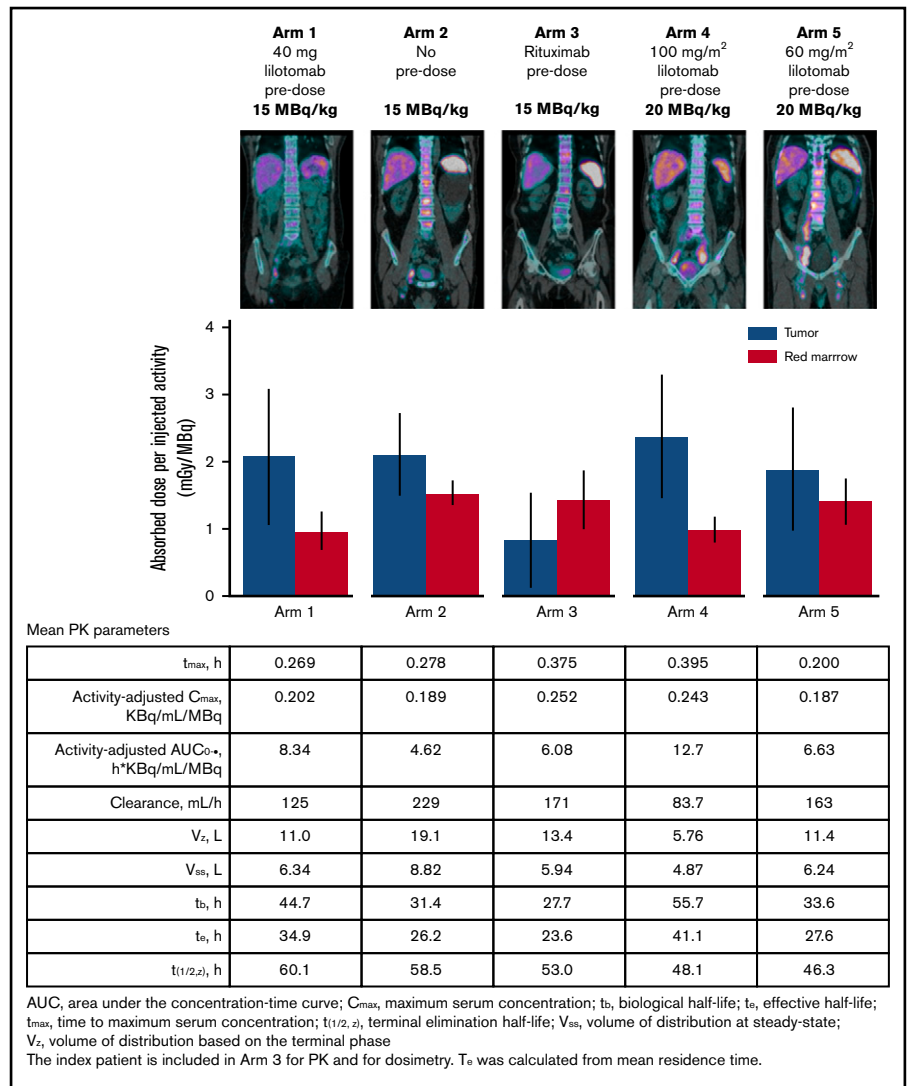 Arm 1
40 mg
lilotomab
pre-dose
15 MBq/kg
Arm 2
No
pre-dose
15 MBq/kg
Arm 3
Rituximab
pre-dose
15 MBq/kg
Arm 4
100 mg/m²
lilotomab
pre-dose
20 MBq/kg
Arm 5
60 mg/m²
lilotomab
pre-dose
20 MBq/kg
Absorbed dose per injected activity
(mGy/MBq)
4
3
2
1
0
Tumor
Red marrrow
Arm 1 Arm 2 Arm 3 Arm 4 Arm 5
Mean PK parameters
tmax, h 0.269 0.278 0.375 0.395 0.200
Activity-adjusted Cmax, 0.202 0.189 0.252 0.243 0.187
KBq/mL/MBq
Activity-adjusted AUC0-•, 8.34 4.62 6.08 12.7 6.63
h*KBq/mL/MBq
Clearance, mL/h 125 229 171 83.7 163
Vz, L 11.0 19.1 13.4 5.76 11.4
Vss, L 6.34 8.82 5.94 4.87 6.24
tb, h 44.7 31.4 27.7 55.7 33.6
te, h 34.9 26.2 23.6 41.1 27.6
t(1/2,z), h 60.1 58.5 53.0 48.1 46.3
AUC, area under the concentration-time curve; Cmax, maximum serum concentration; tb, biological half-life; te, effective half-life;
tmax, time to maximum serum concentration; t(1/2, z), terminal elimination half-life; Vss, volume of distribution at steady-state;
Vz, volume of distribution based on the terminal phase
The index patient is included in Arm 3 for PK and for dosimetry. Te was calculated from mean residence time.